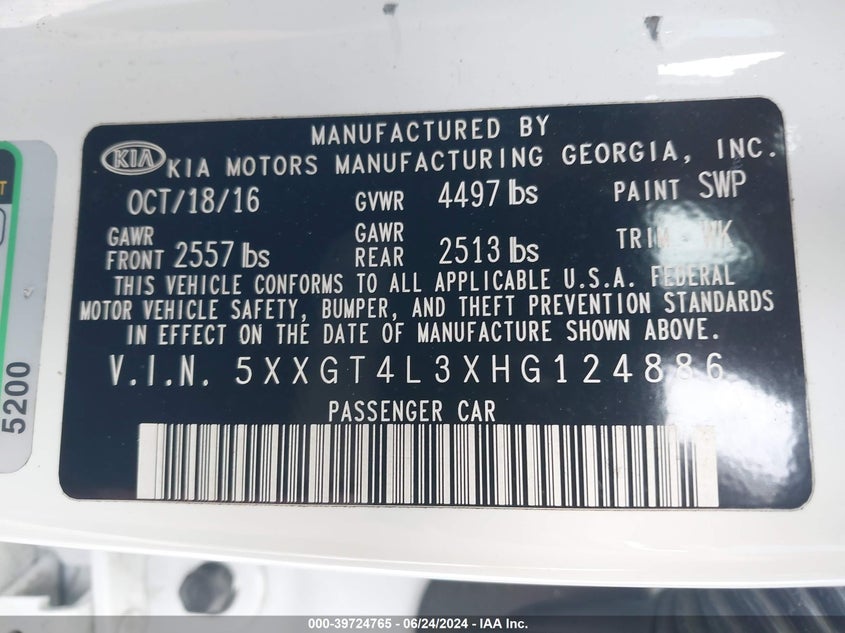 MANUFACTURED BY
KIA KIA MOTORS MANUFACTURING GEORGIA, INC.
OCT/18/16 GVWR 4497 lbs PAINT SWP
GAWR FRONT 2557 lbs GAWR REAR 2513 lbs TRIM WK
THIS VEHICLE CONFORMS TO ALL APPLICABLE U.S.A. FEDERAL
MOTOR VEHICLE SAFETY, BUMPER, AND THEFT PREVENTION STANDARDS
IN EFFECT ON THE DATE OF MANUFACTURE SHOWN ABOVE.
V.I.N. 5XXGT4L3XHG124886
PASSENGER CAR
5200
000-39724765 - 06/24/2024 - IAA Inc.